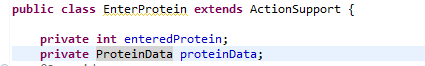 public class EnterProtein extends ActionSupport {
private int enteredProtein;
private ProteinData proteinData;